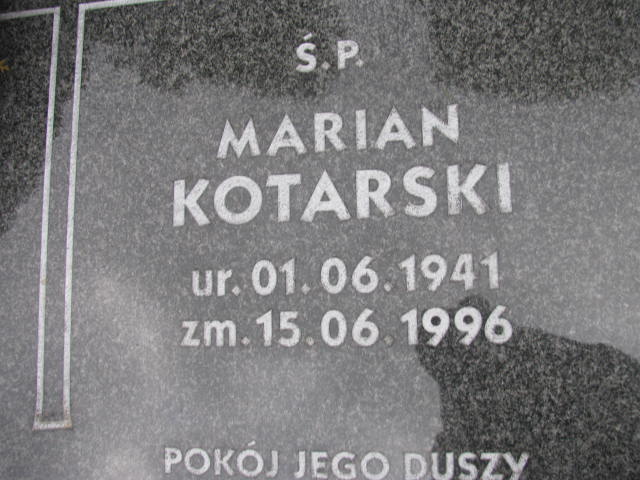 Ś.P.
MARIAN
KOTARSKI
ur. 01.06.1941
zm. 15.06.1996
POKÓJ JEGO DUSZY